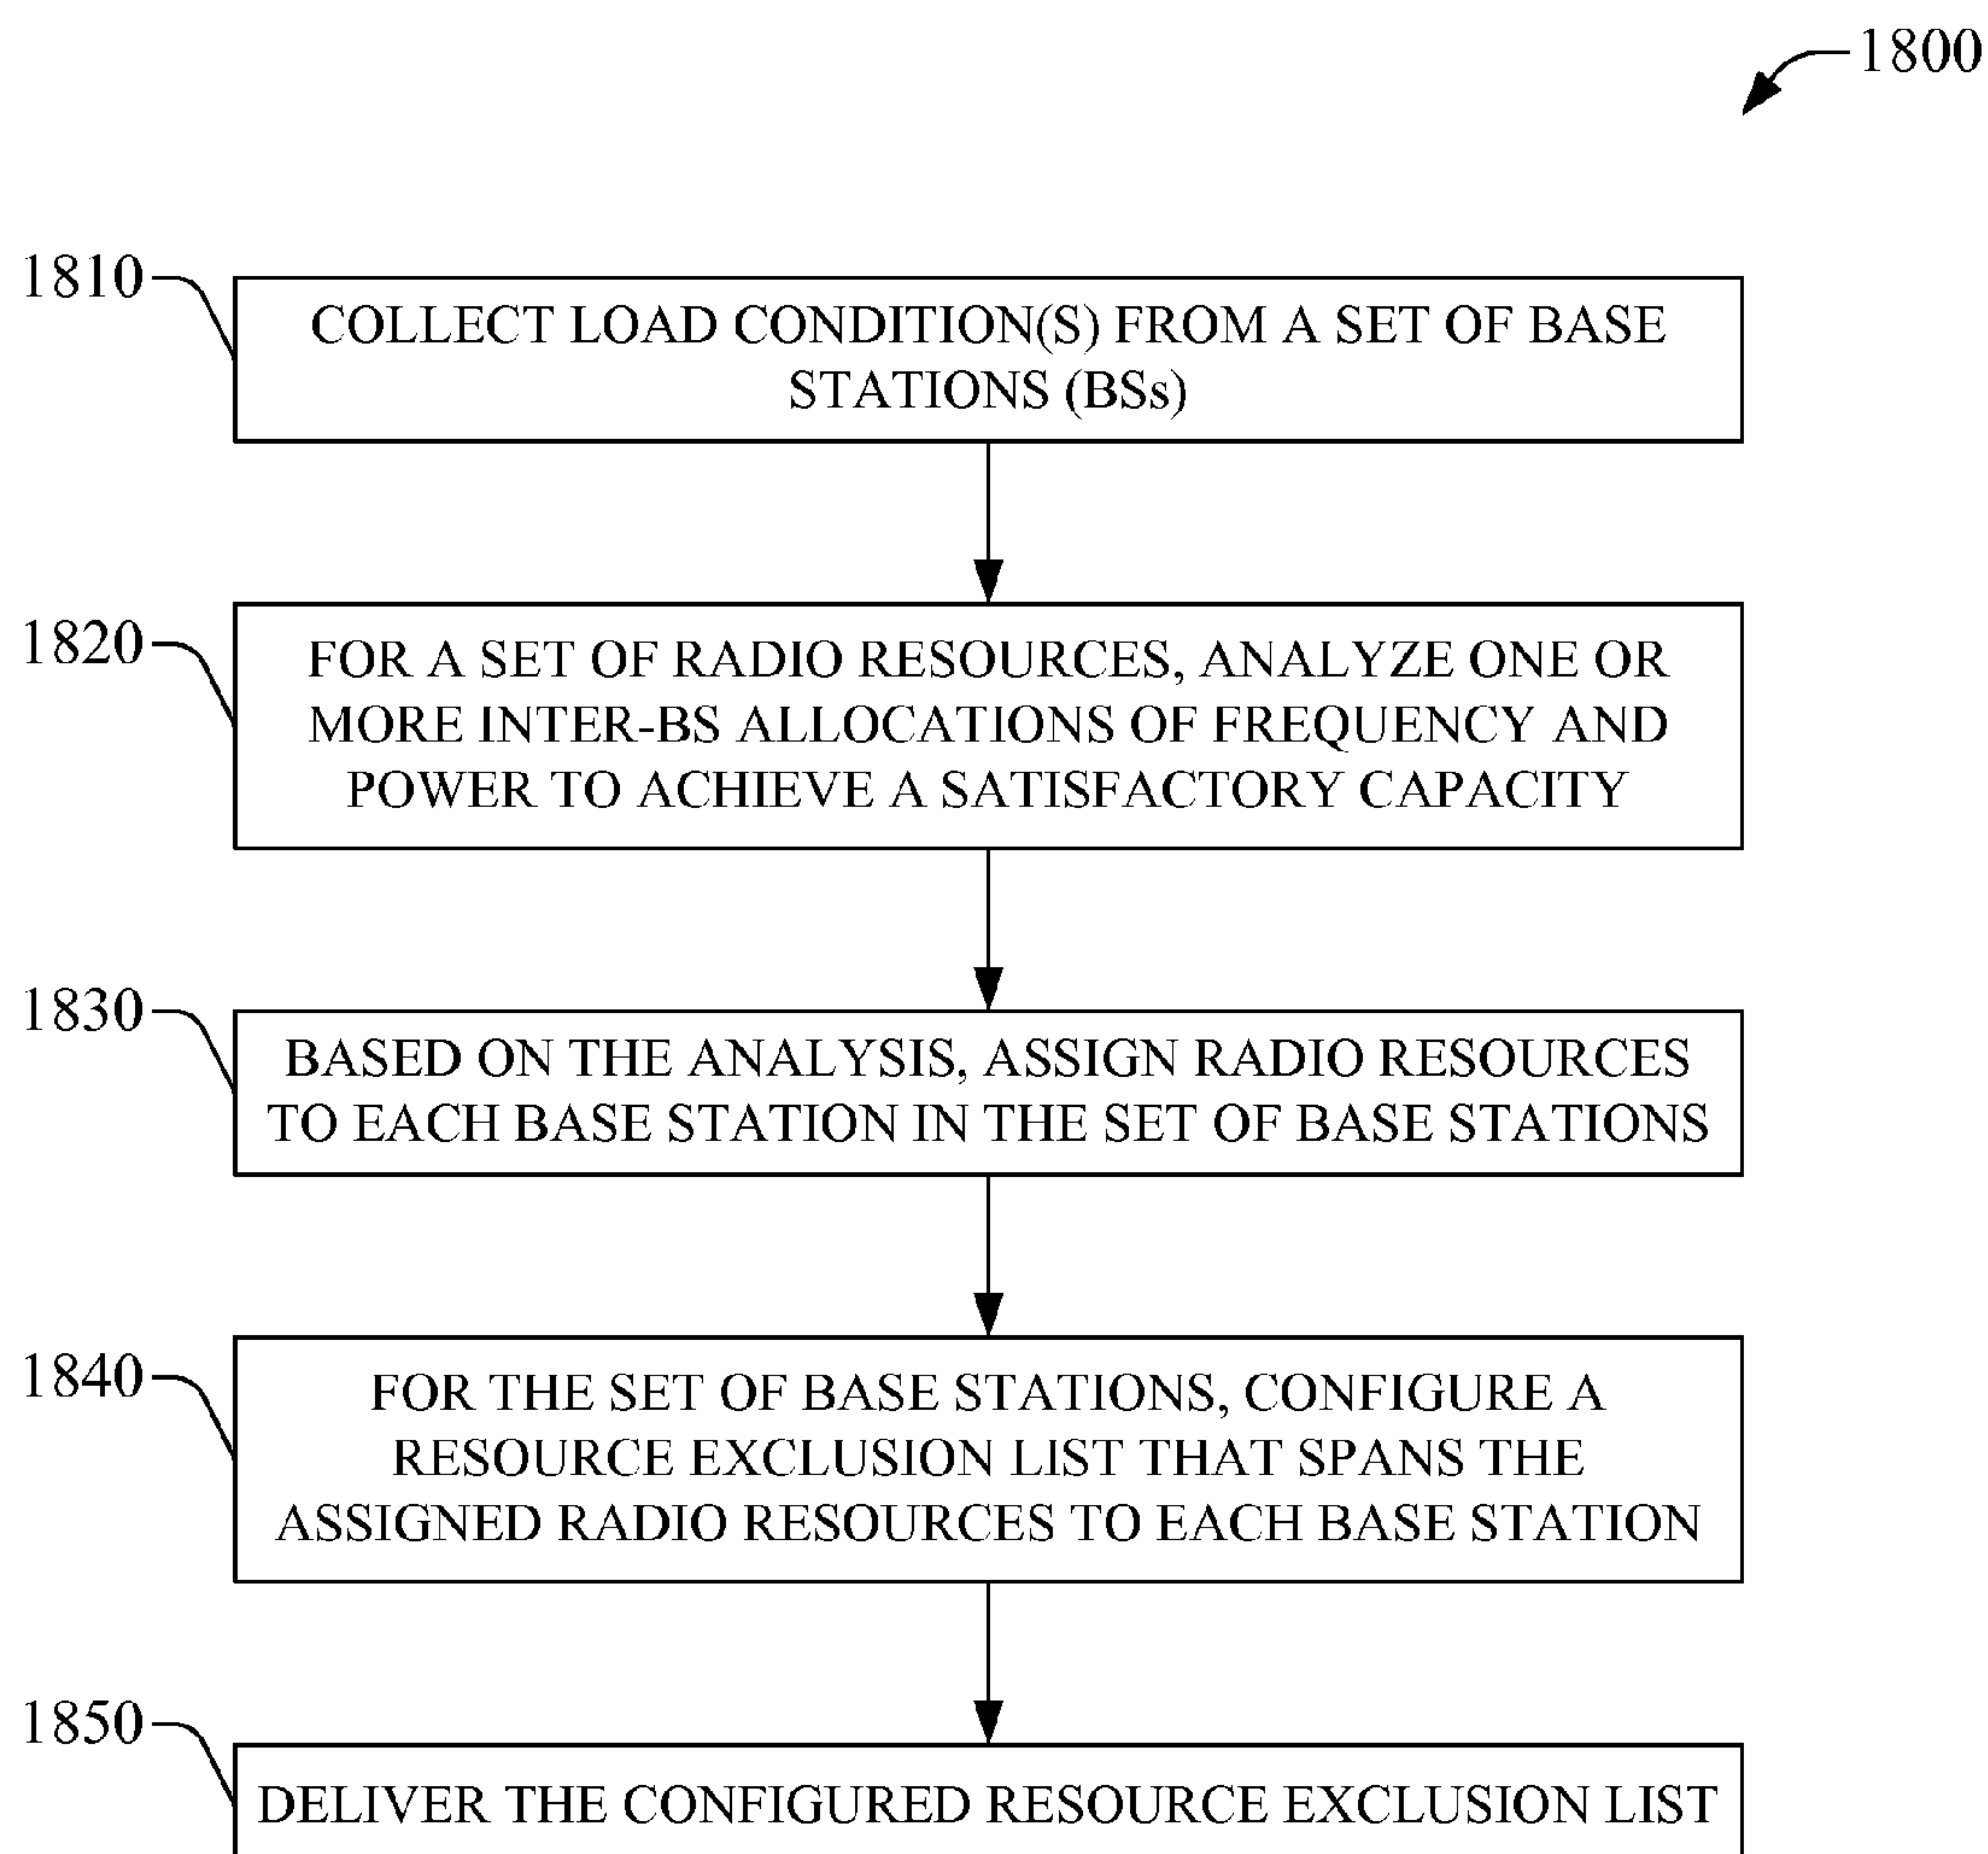 1800
1810
COLLECT LOAD CONDITION(S) FROM A SET OF BASE
STATIONS (BSs)
1820
FOR A SET OF RADIO RESOURCES, ANALYZE ONE OR
MORE INTER-BS ALLOCATIONS OF FREQUENCY AND
POWER TO ACHIEVE A SATISFACTORY CAPACITY
1830
BASED ON THE ANALYSIS, ASSIGN RADIO RESOURCES
TO EACH BASE STATION IN THE SET OF BASE STATIONS
1840
FOR THE SET OF BASE STATIONS, CONFIGURE A
RESOURCE EXCLUSION LIST THAT SPANS THE
ASSIGNED RADIO RESOURCES TO EACH BASE STATION
1850
DELIVER THE CONFIGURED RESOURCE EXCLUSION LIST